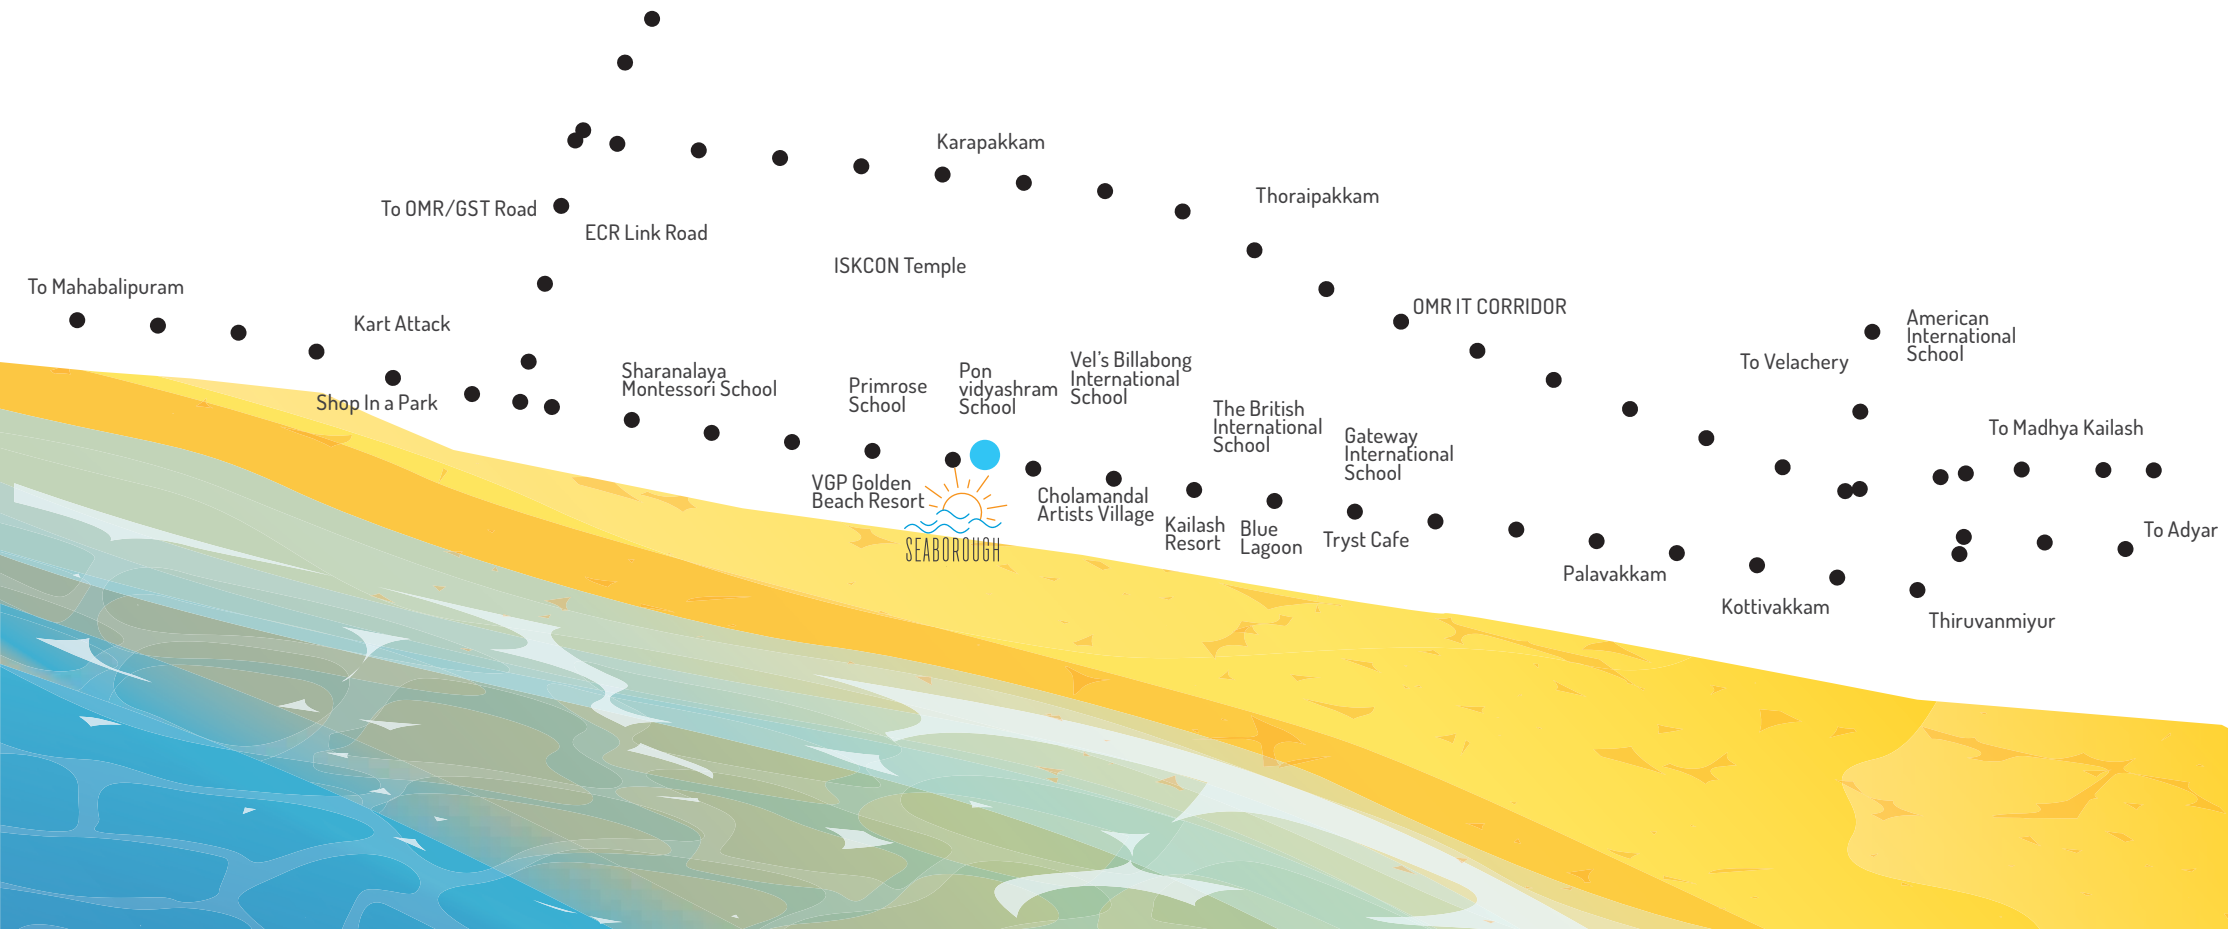 Karapakkam
Thoraipakkam
To OMR/GST Road
ECR Link Road
ISKCON Temple
To Mahabalipuram
Kart Attack
OMR IT CORRIDOR
American
International
School
To Velachery
Shop In a Park
Sharanalaya
Montessori School
Primrose
School
Pon
vidyashram
School
Vel's Billabong
International
School
The British
International
School
Gateway
International
School
To Madhya Kailash
VGP Golden
Beach Resort
SEABOROUGH
Cholamandal
Artists Village
Kailash
Resort
Blue
Lagoon
Tryst Cafe
To Adyar
Palavakkam
Kottivakkam
Thiruvanmiyur